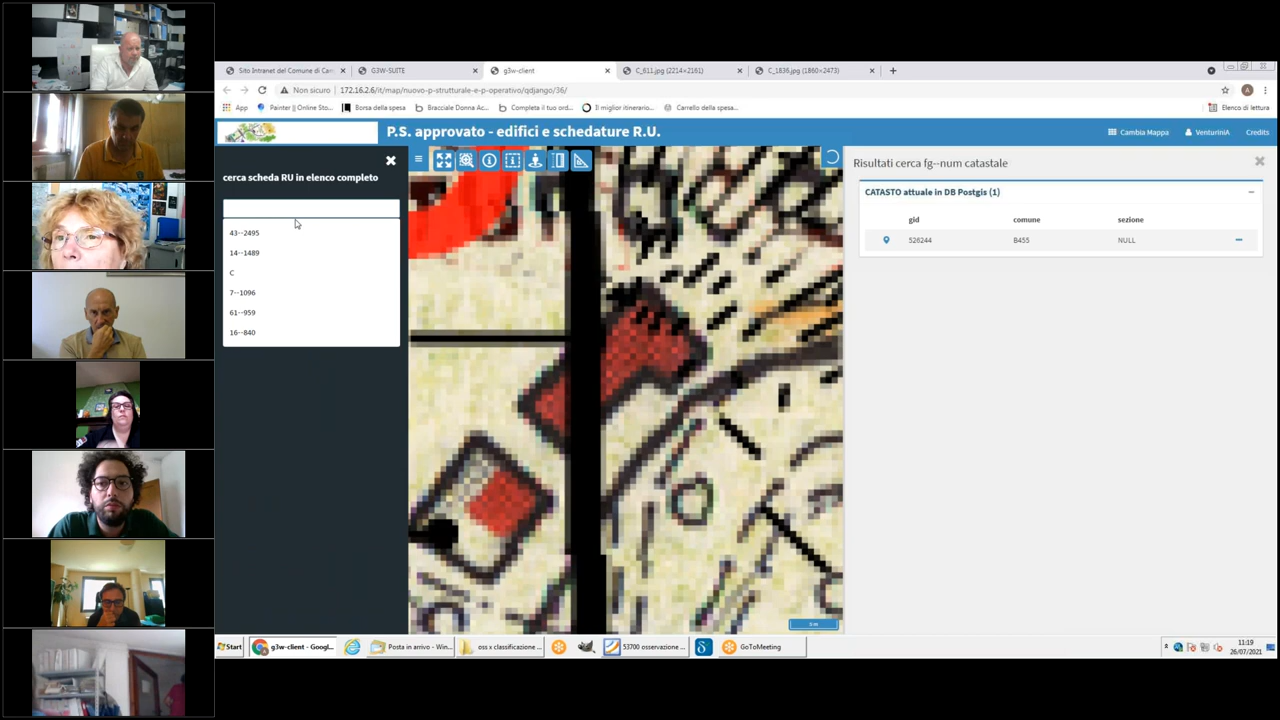 Sito Intranet del Comune di Can
G3W-SUITE
g3w-client
C_611.jpg (2214×2161)
C_1836.jpg (1860×2473)
Non sicuro
172.16.2.6/it/map/nuovo-p-strutturale-e-p-operativo/qdjango/36/
App
Painter || Online Sto...
Borsa della spesa
Bracciale Donna Ac...
Completa il tuo ord...
Il miglior itinerario...
Carrello della spesa...
Elenco di lettura
P.S. approvato - edifici e schedature R.U.
Cambia Mappa
VenturiniA
Credits
cerca scheda RU in elenco completo
43--2495
14--1489
C
7--1096
61--959
16--840
Risultati cerca fg--num catastale
CATASTO attuale in DB Postgis (1)
gid comune sezione
526244 B455 NULL
5 m
Start
g3w-client - Googl...
Posta in arrivo - Win...
oss x classificazione ...
53700 osservazione ...
GoToMeeting
11:19
26/07/2021